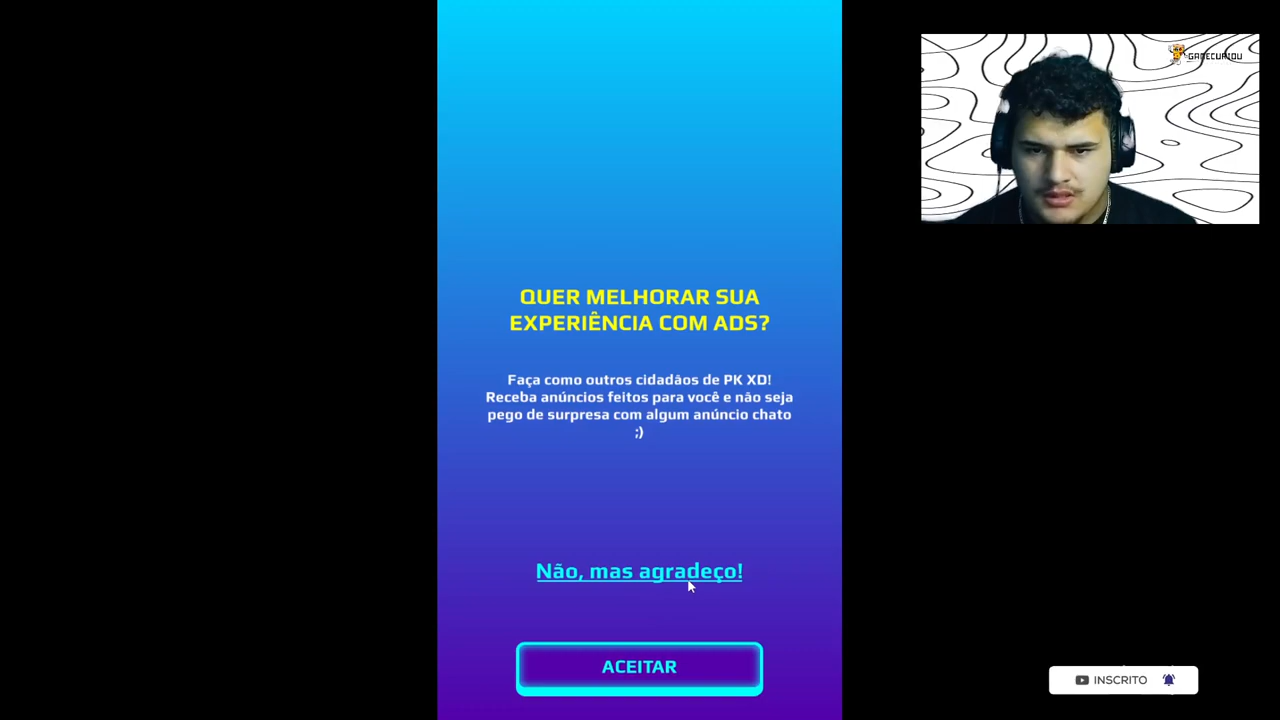 GAMECURIOU
QUER MELHORAR SUA
EXPERIÊNCIA COM ADS?
Faça como outros cidadãos de PK XD!
Receba anúncios feitos para você e não seja
pego de surpresa com algum anúncio chato
;)
Não, mas agradeço!
ACEITAR
INSCRITO